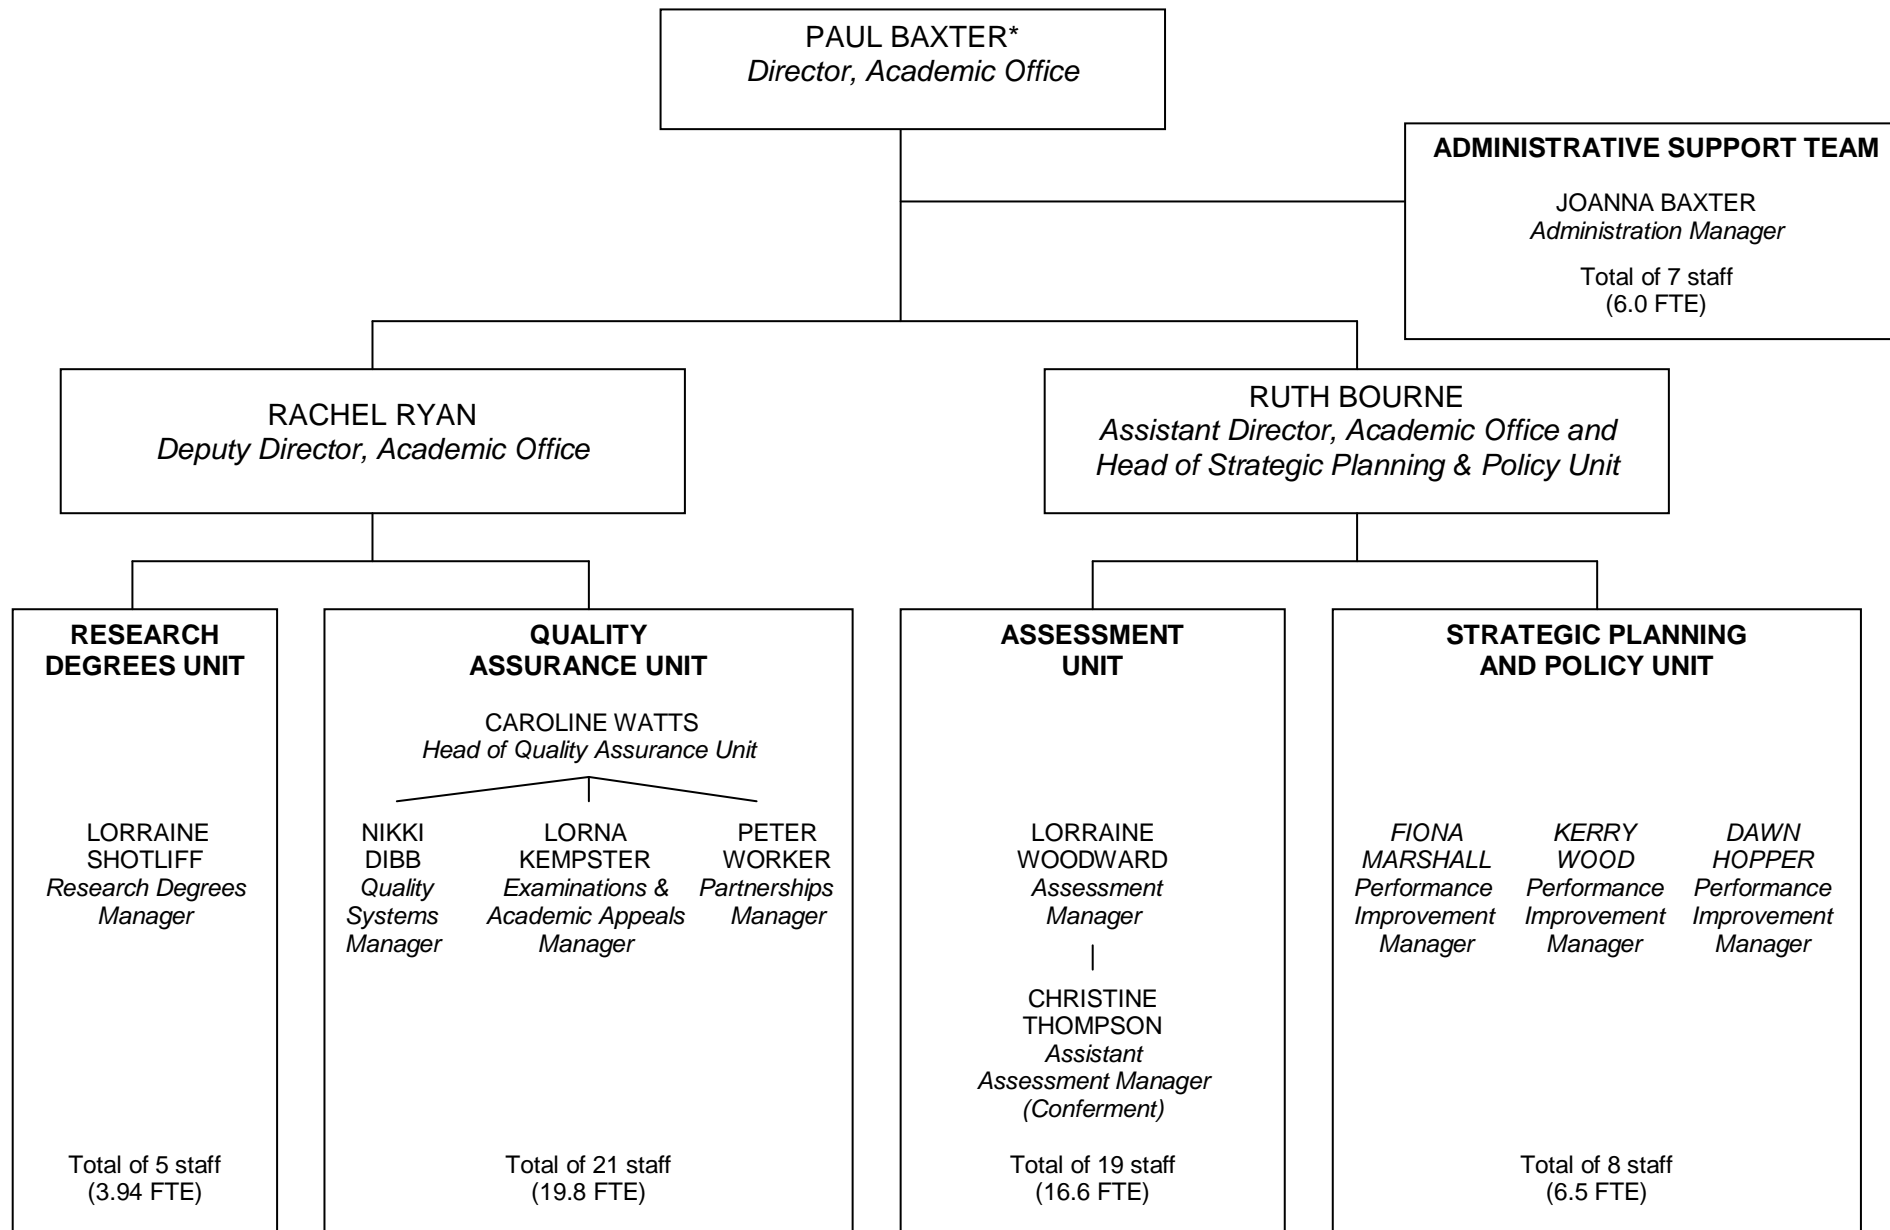 PAUL BAXTER*
Director, Academic Office
ADMINISTRATIVE SUPPORT TEAM
JOANNA BAXTER
Administration Manager
Total of 7 staff
(6.0 FTE)
RACHEL RYAN
Deputy Director, Academic Office
RUTH BOURNE
Assistant Director, Academic Office and
Head of Strategic Planning & Policy Unit
RESEARCH
DEGREES UNIT
LORRAINE
SHOTLIFF
Research Degrees
Manager
Total of 5 staff
(3.94 FTE)
QUALITY
ASSURANCE UNIT
CAROLINE WATTS
Head of Quality Assurance Unit
NIKKI
DIBB
Quality
Systems
Manager
LORNA
KEMPSTER
Examinations &
Academic Appeals
Manager
PETER
WORKER
Partnerships
Manager
Total of 21 staff
(19.8 FTE)
ASSESSMENT
UNIT
LORRAINE
WOODWARD
Assessment
Manager
CHRISTINE
THOMPSON
Assistant
Assessment Manager
(Conferment)
Total of 19 staff
(16.6 FTE)
STRATEGIC PLANNING
AND POLICY UNIT
FIONA
MARSHALL
Performance
Improvement
Manager
KERRY
WOOD
Performance
Improvement
Manager
DAWN
HOPPER
Performance
Improvement
Manager
Total of 8 staff
(6.5 FTE)